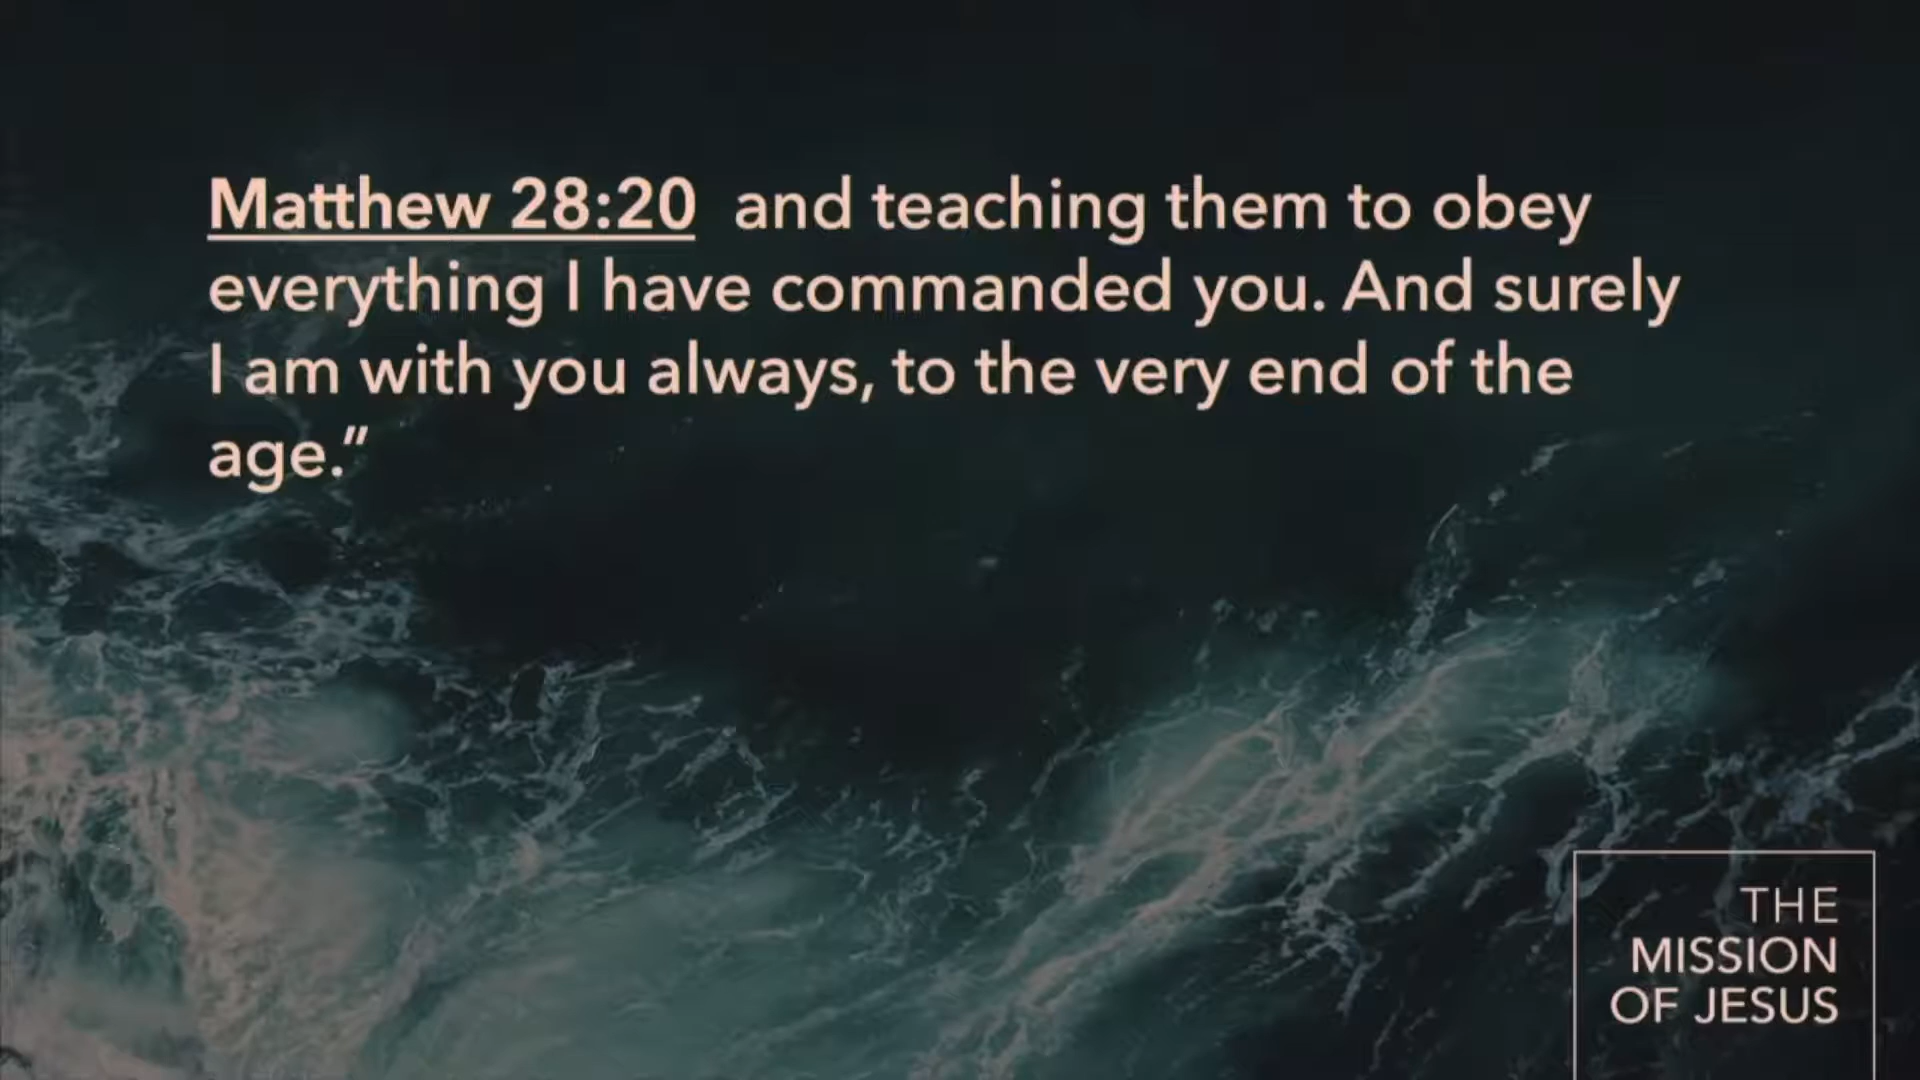 Matthew 28:20 and teaching them to obey
everything I have commanded you. And surely
I am with you always, to the very end of the
age.”
THE
MISSION
OF JESUS